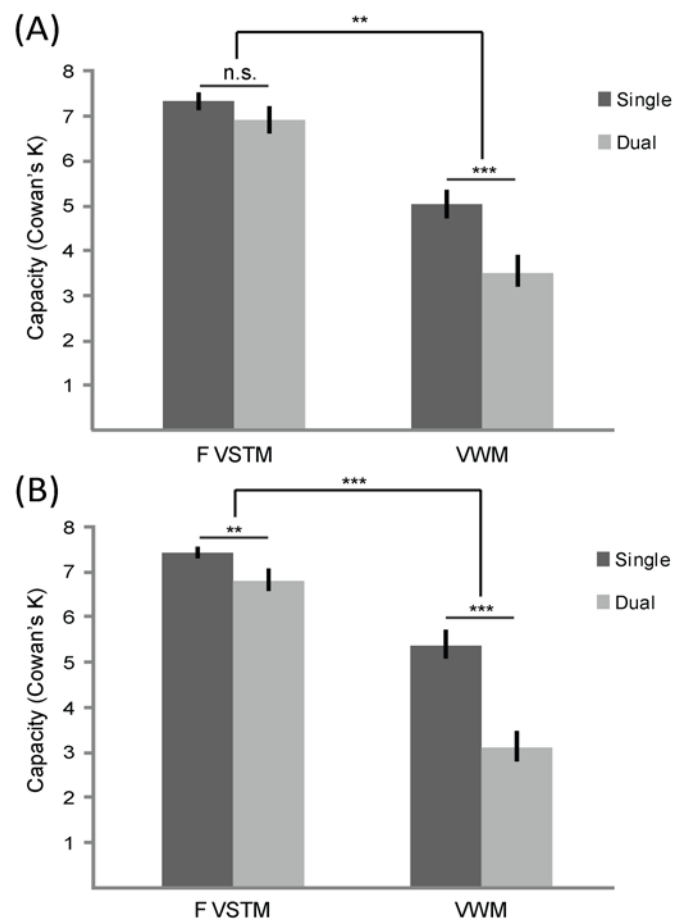 (A)
**
n.s.
***
Single
Dual
Capacity (Cowan's K)
8
7
6
5
4
3
2
1
F VSTM
VWM
(B)
***
**
***
Single
Dual
Capacity (Cowan's K)
8
7
6
5
4
3
2
1
F VSTM
VWM